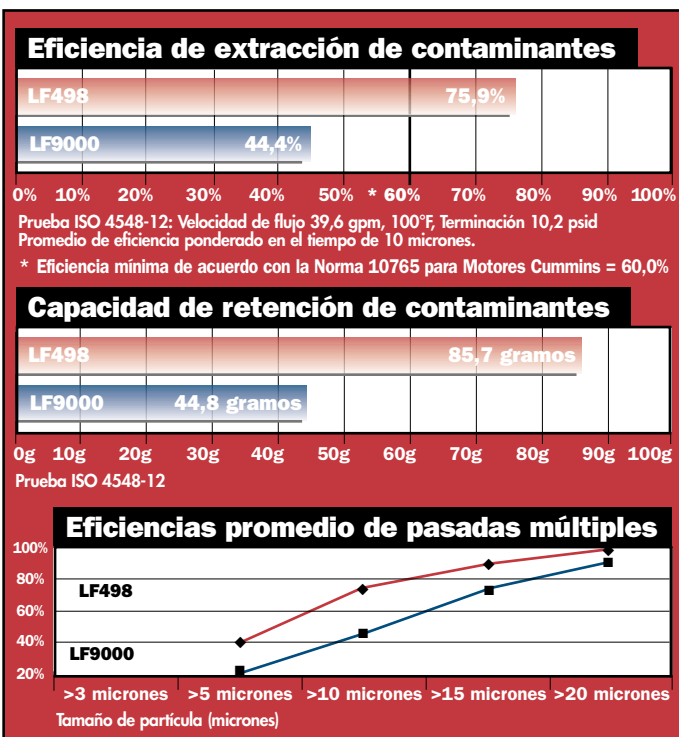 Eficiencia de extracción de contaminantes
LF498 75,9%
LF9000 44,4%
0% 10% 20% 30% 40% 50% * 60% 70% 80% 90% 100%
Prueba ISO 4548-12: Velocidad de flujo 39,6 gpm, 100°F, Terminación 10,2 psid
Promedio de eficiencia ponderado en el tiempo de 10 micrones.
* Eficiencia mínima de acuerdo con la Norma 10765 para Motores Cummins = 60,0%
Capacidad de retención de contaminantes
LF498 85,7 gramos
LF9000 44,8 gramos
0g 10g 20g 30g 40g 50g 60g 70g 80g 90g 100g
Prueba ISO 4548-12
Eficiencias promedio de pasadas múltiples
100%
80%
LF498
60%
40%
LF9000
20%
>3 micrones >5 micrones >10 micrones >15 micrones >20 micrones
Tamaño de partícula (micrones)